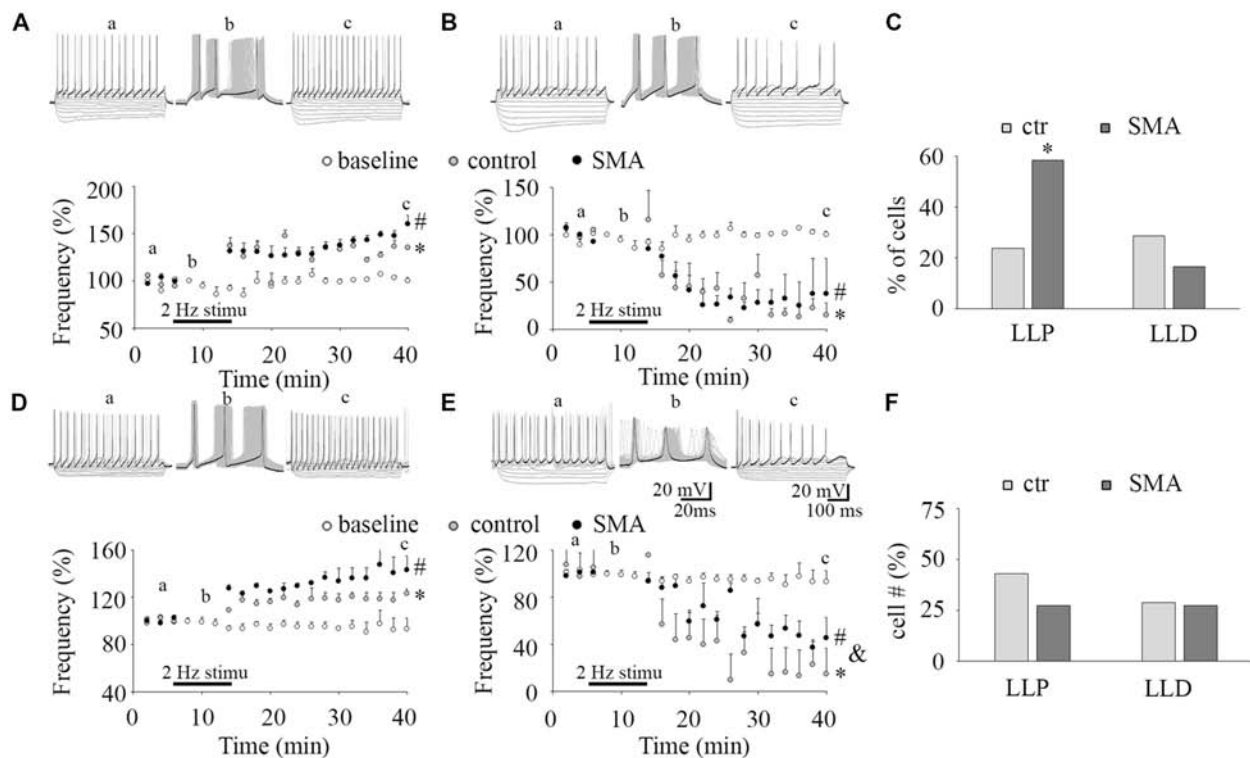 A
a
b
c
B
a
b
c
C
○ baseline ● control ● SMA
ctr
SMA
*
% of cells
60
40
20
0
LLP
LLD
Frequency (%)
200
150
100
50
a
b
c
#
*
2 Hz stimu
0
10
20
30
40
Time (min)
Frequency (%)
150
100
50
0
a
b
c
#
*
2 Hz stimu
0
10
20
30
40
Time (min)
D
a
b
c
E
a
b
c
20 mV
20ms
20 mV
100 ms
F
○ baseline ● control ● SMA
ctr
SMA
cell # (%)
75
50
25
0
LLP
LLD
Frequency (%)
160
120
80
40
a
b
c
#
*
2 Hz stimu
0
10
20
30
40
Time (min)
Frequency (%)
120
80
40
0
a
b
c
#
&
*
2 Hz stimu
0
10
20
30
40
Time (min)